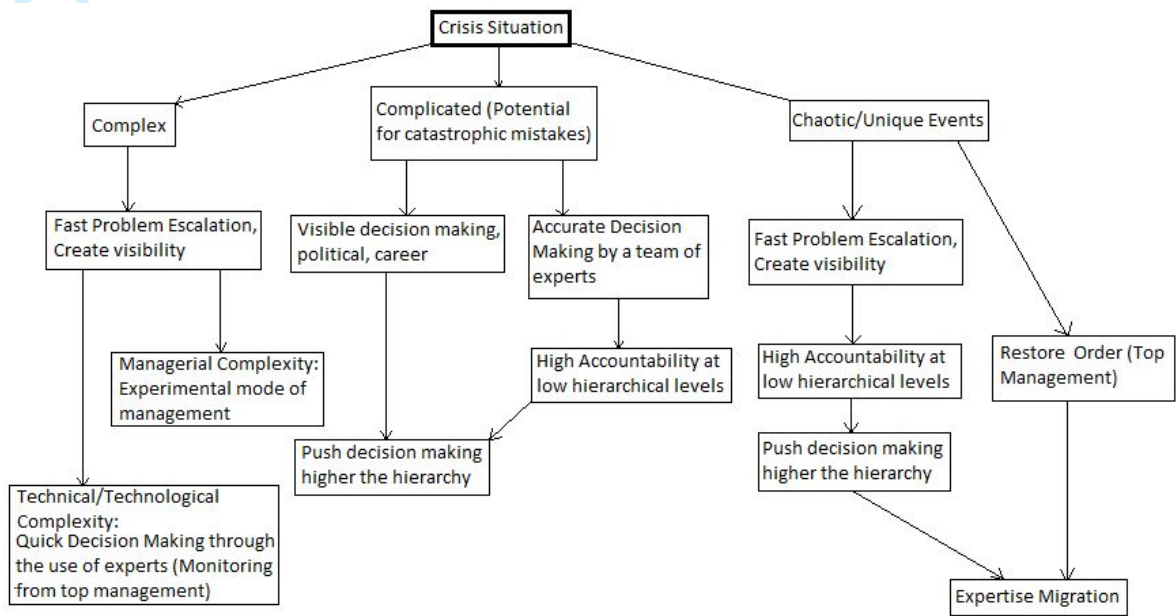 Crisis Situation
Complex
Complicated (Potential
for catastrophic mistakes)
Chaotic/Unique Events
Fast Problem Escalation,
Create visibility
Visible decision making,
political, career
Accurate Decision
Making by a team of
experts
Fast Problem Escalation,
Create visibility
Managerial Complexity:
Experimental mode of
management
High Accountability at
low hierarchical levels
High Accountability at
low hierarchical levels
Restore Order (Top
Management)
Push decision making
higher the hierarchy
Push decision making
higher the hierarchy
Technical/Technological
Complexity:
Quick Decision Making through
the use of experts (Monitoring
from top management)
Expertise Migration